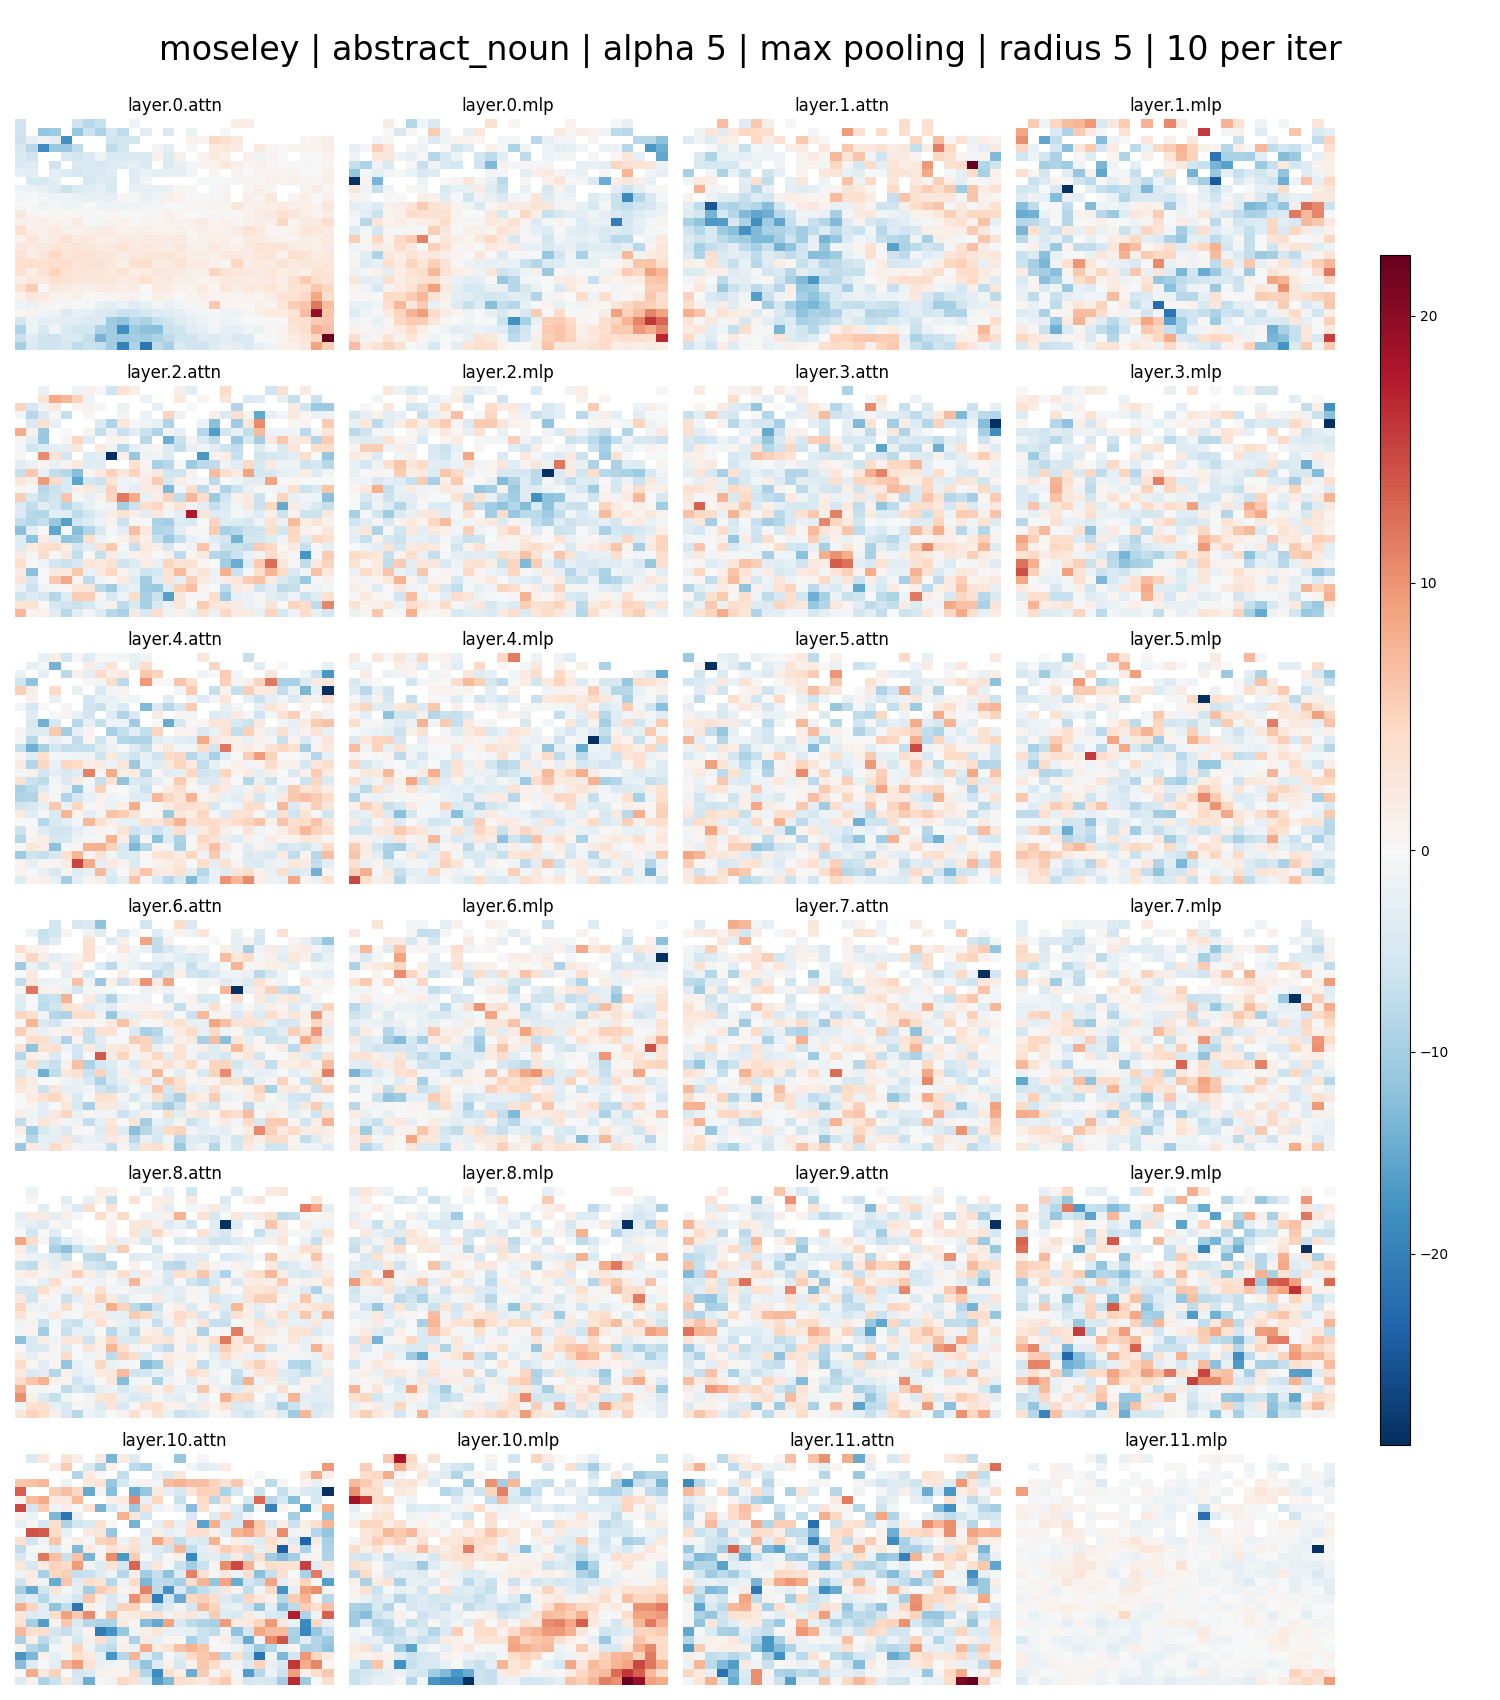 moseley | abstract_noun | alpha 5 | max pooling | radius 5 | 10 per iter
layer.0.attn
layer.0.mlp
layer.1.attn
layer.1.mlp
layer.2.attn
layer.2.mlp
layer.3.attn
layer.3.mlp
layer.4.attn
layer.4.mlp
layer.5.attn
layer.5.mlp
layer.6.attn
layer.6.mlp
layer.7.attn
layer.7.mlp
layer.8.attn
layer.8.mlp
layer.9.attn
layer.9.mlp
layer.10.attn
layer.10.mlp
layer.11.attn
layer.11.mlp
20
10
0
−10
−20